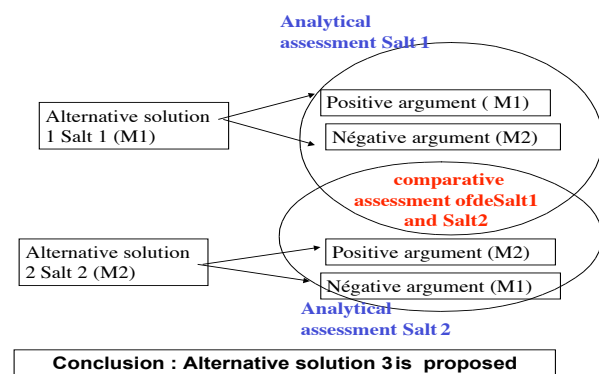 Analytical
assessment Salt 1
Positive argument ( M1)
Alternative solution
1 Salt 1 (M1)
Négative argument (M2)
comparative
assessment ofdeSalt1
and Salt2
Alternative solution
2 Salt 2 (M2)
Positive argument (M2)
Négative argument (M1)
Analytical
assessment Salt 2
Conclusion : Alternative solution 3 is proposed